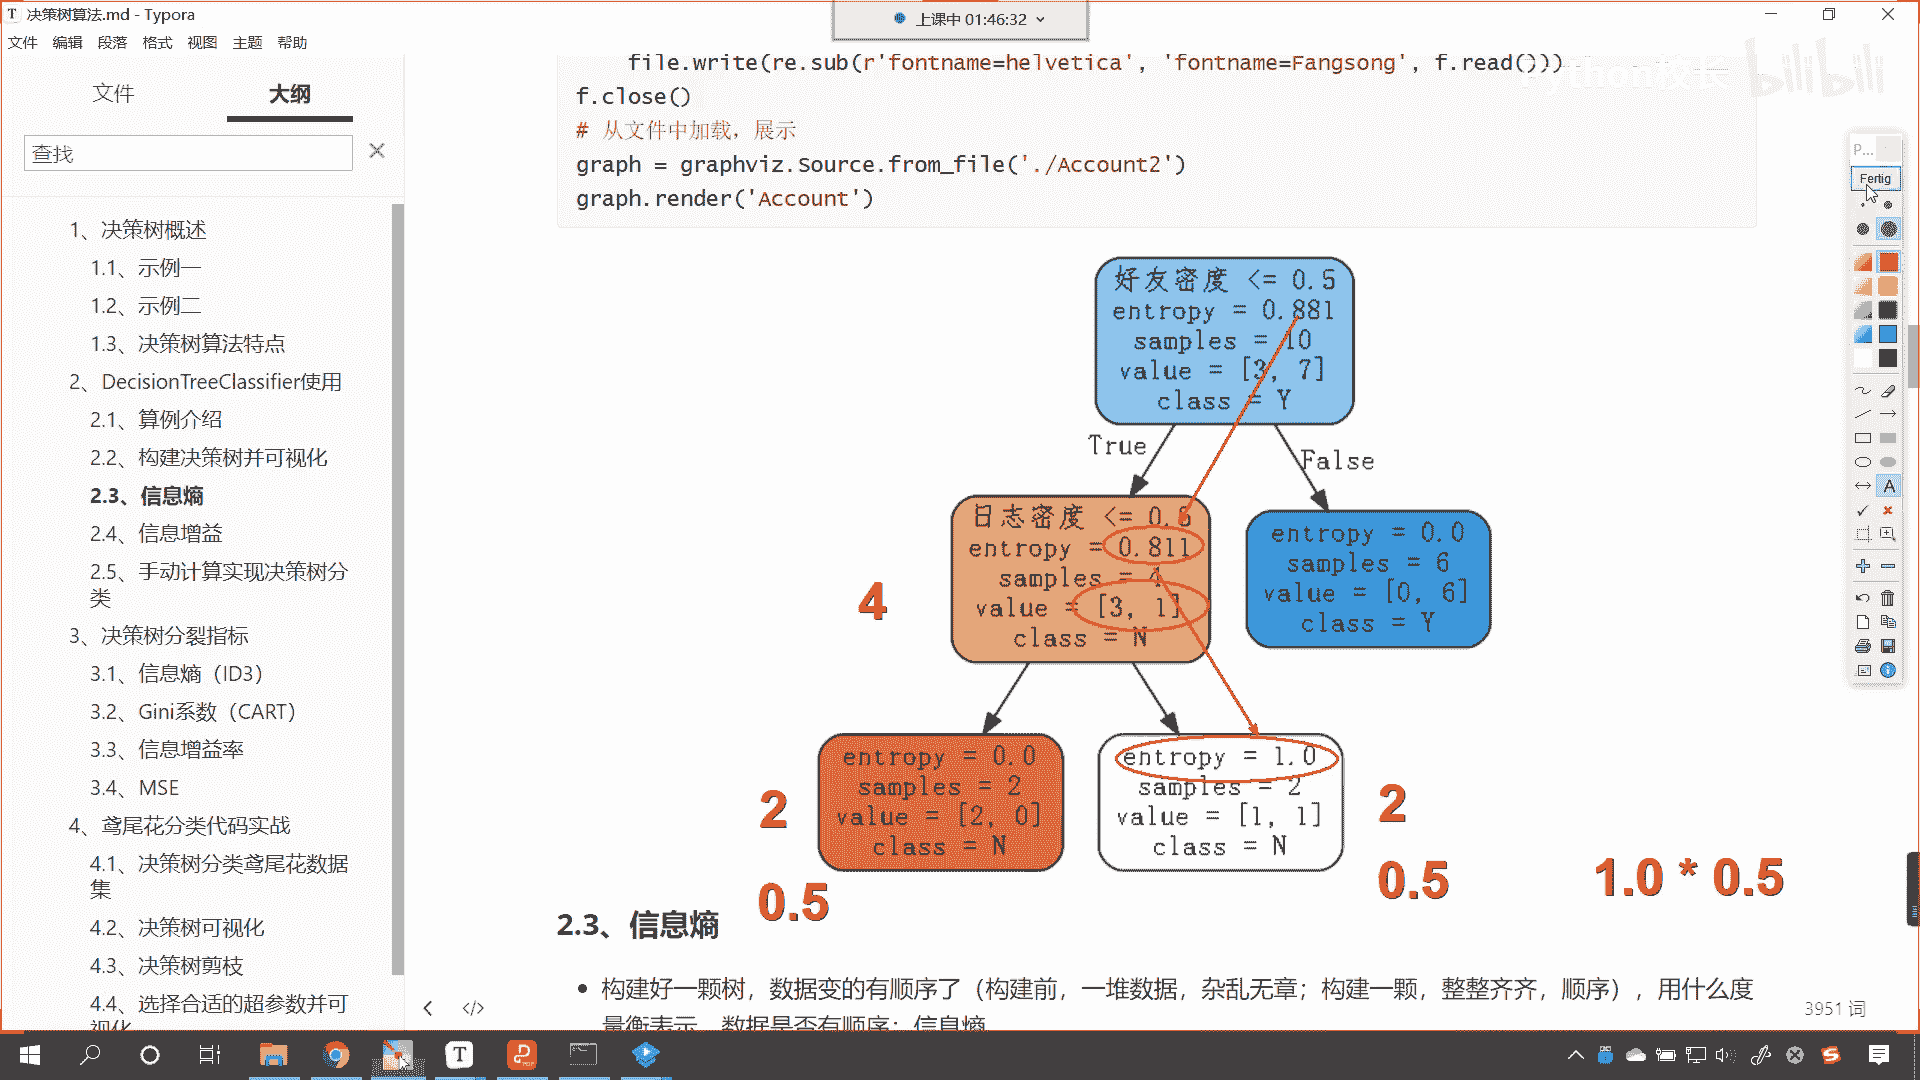 决策树算法.md - Typora
上课中 01:46:32
文件 编辑 段落 格式 视图 主题 帮助
文件 大纲
查找
1、决策树概述
1.1、示例一
1.2、示例二
1.3、决策树算法特点
2、DecisionTreeClassifier使用
2.1、算例介绍
2.2、构建决策树并可视化
2.3、信息熵
2.4、信息增益
2.5、手动计算实现决策树分
类
3、决策树分裂指标
3.1、信息熵（ID3）
3.2、Gini系数（CART）
3.3、信息增益率
3.4、MSE
4、鸢尾花分类代码实战
4.1、决策树分类鸢尾花数据
集
4.2、决策树可视化
4.3、决策树剪枝
4.4、选择合适的超参数并可
视化
file.write(re.sub(r'fontname=helvetica', 'fontname=Fangsong', f.read()))
f.close()
# 从文件中加载，展示
graph = graphviz.Source.from_file('./Account2')
graph.render('Account')
Python校长 bilibili
P...
Fertig
好友密度 <= 0.5
entropy = 0.881
samples = 10
value = [3, 7]
class = Y
True
False
日志密度 <= 0.
entropy = 0.811
samples = 4
value = [3, 1]
class = N
4
entropy = 0.0
samples = 6
value = [0, 6]
class = Y
entropy = 0.0
samples = 2
value = [2, 0]
class = N
2
0.5
entropy = 1.0
samples = 2
value = [1, 1]
class = N
2
0.5
1.0 * 0.5
2.3、信息熵
构建好一颗树，数据变的有顺序了（构建前，一堆数据，杂乱无章；构建一颗，整整齐齐，顺序），用什么度
量衡表示，数据是否有顺序：信息熵
3951 词